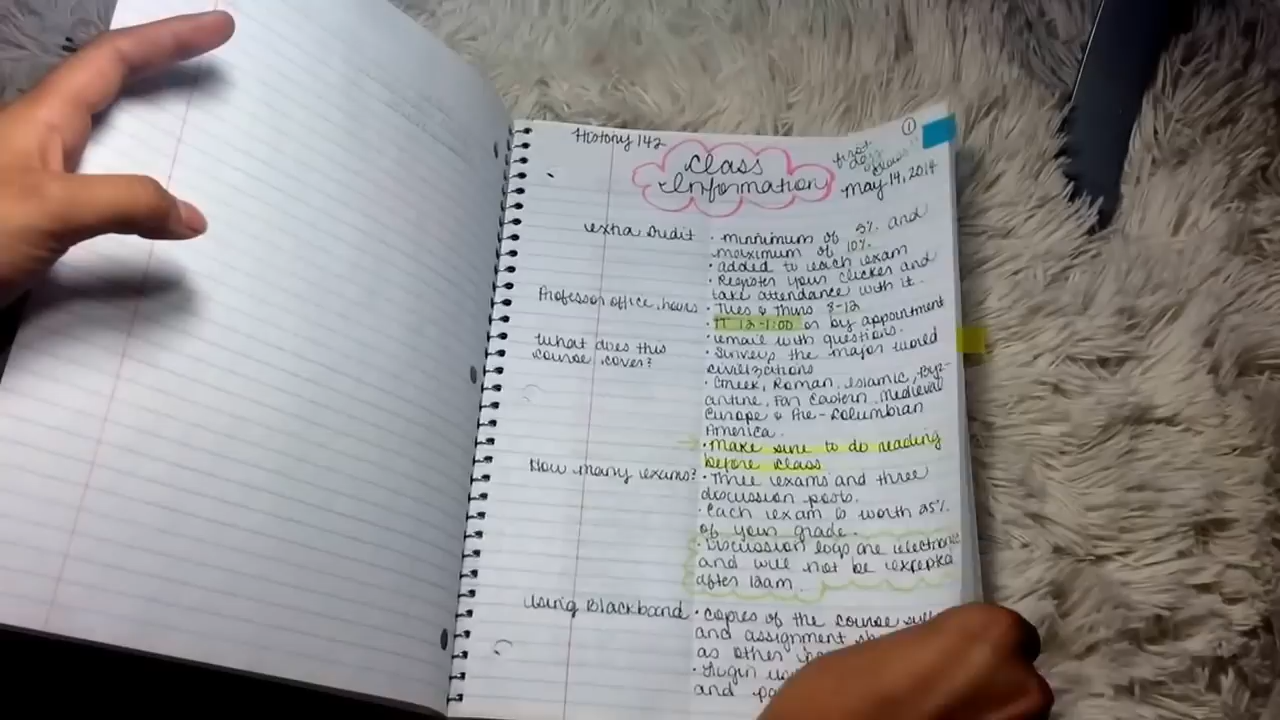 History 142
1
Class
Information
first
day
May 14, 2014
extra credit
• minimum of 5% and
maximum of 10%.
• added to each exam
• Register your clicker and
take attendance with it.
Professor office hours
• Tues & Thurs 8-12
• TT 12-1:00 or by appointment
• email with questions.
What does this
course cover?
• Surveys the major world
civilizations
• Greek, Roman, Islamic, Byz-
antine, Far Eastern, Medieval
Europe & Pre-Columbian
America.
• Make sure to do reading
before class
How many exams?
• Three exams and three
discussion posts.
• Each exam is worth 25%
of your grade.
• Discussion logs are electronic
and will not be
after 12am.
Using Blackboard
• copies of the course
and assignment
as other
• Login
and